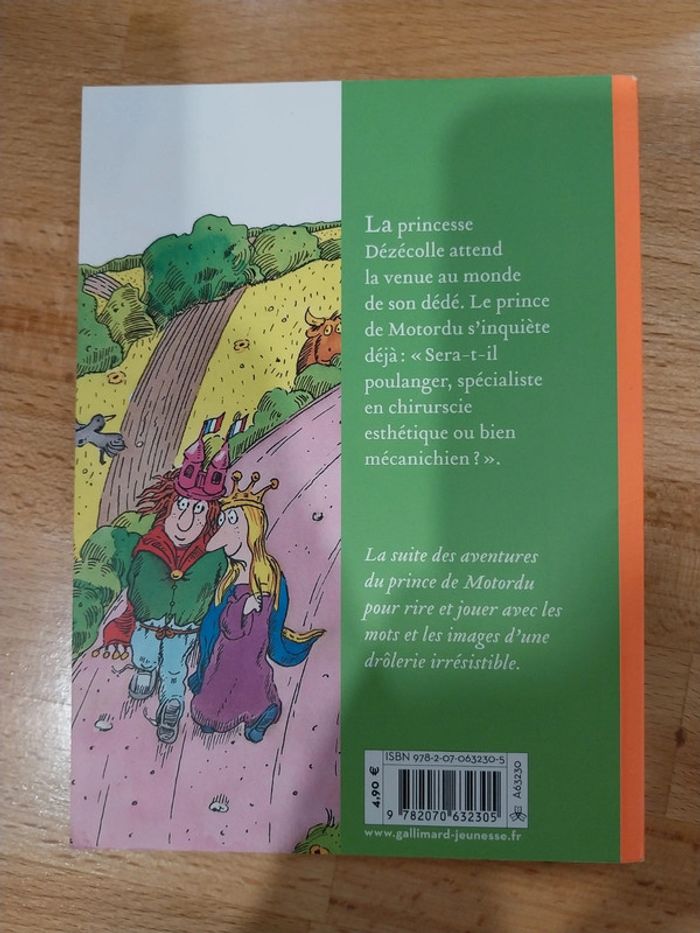 La princesse
Dézécolle attend
la venue au monde
de son dédé. Le prince
de Motordu s'inquiète
déjà : « Sera-t-il
poulanger, spécialiste
en chirurscie
esthétique ou bien
mécanichien ? ».
La suite des aventures
du prince de Motordu
pour rire et jouer avec les
mots et les images d'une
drôlerie irrésistible.
ISBN 978-2-07-063230-5
4,90 €
A63230
9 782070 632305
www.gallimard-jeunesse.fr